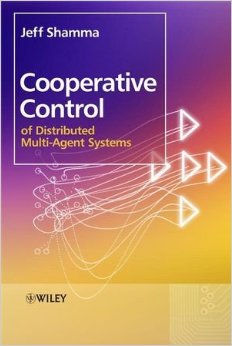 Jeff Shamma
Cooperative
Control
of Distributed
Multi-Agent Systems
WILEY